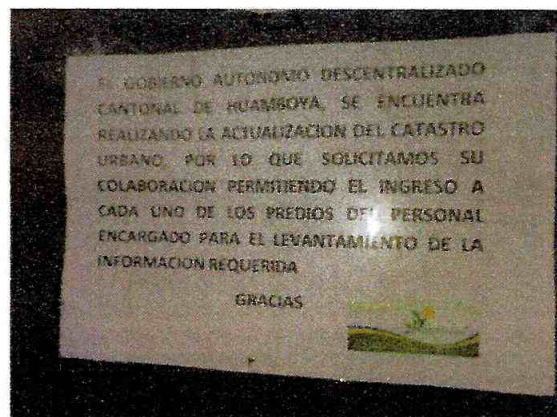 EL GOBIERNO AUTONOMO DESCENTRALIZADO
CANTONAL DE HUAMBOYA, SE ENCUENTRA
REALIZANDO LA ACTUALIZACION DEL CATASTRO
URBANO, POR LO QUE SOLICITAMOS SU
COLABORACION PERMITIENDO EL INGRESO A
CADA UNO DE LOS PREDIOS DEL PERSONAL
ENCARGADO PARA EL LEVANTAMIENTO DE LA
INFORMACION REQUERIDA
GRACIAS